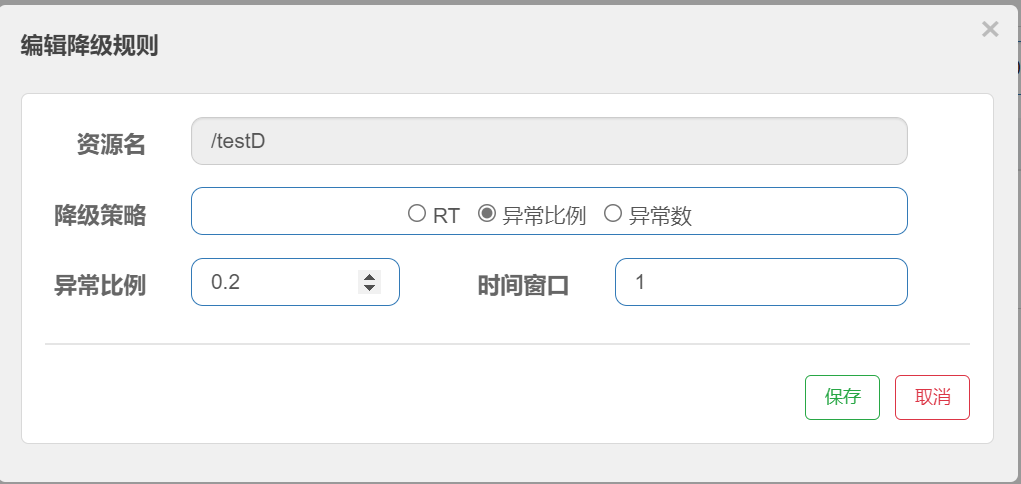 编辑降级规则
×
资源名 /testD
降级策略 RT 异常比例 异常数
异常比例 0.2 时间窗口 1
保存 取消